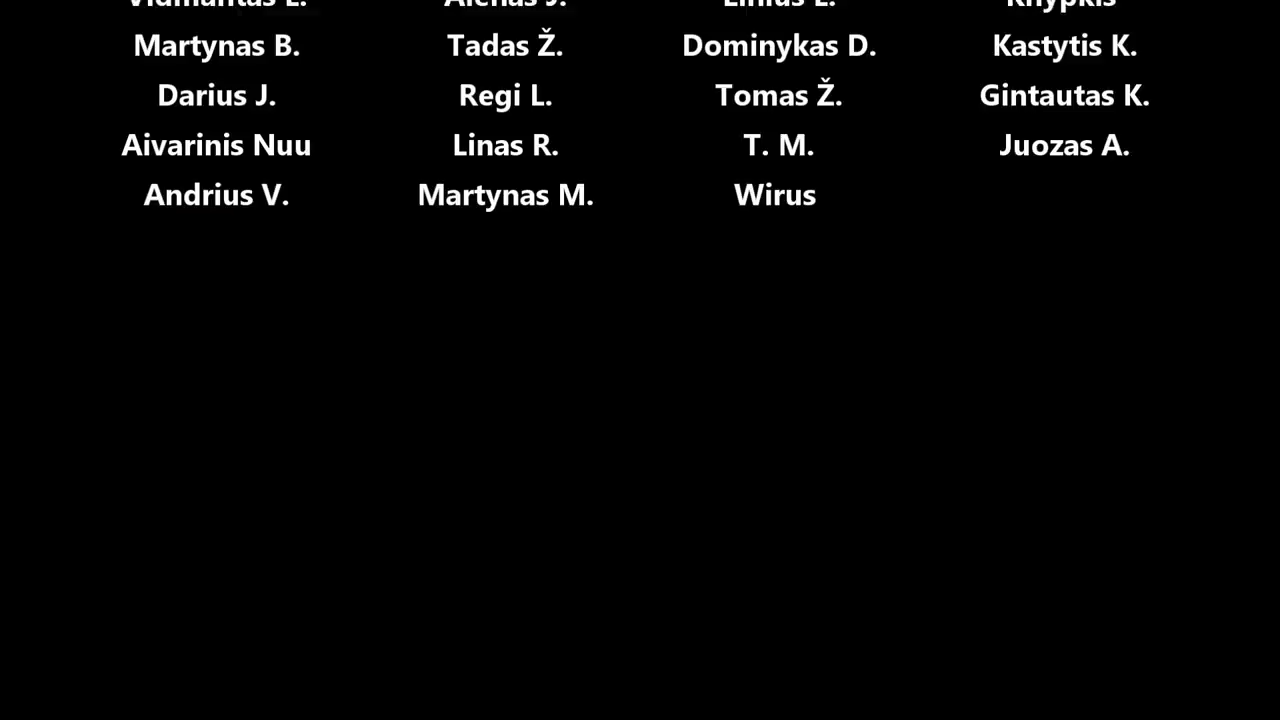 Martynas B. Tadas Ž. Dominykas D. Kastytis K.
Darius J. Regi L. Tomas Ž. Gintautas K.
Aivarinis Nuu Linas R. T. M. Juozas A.
Andrius V. Martynas M. Wirus